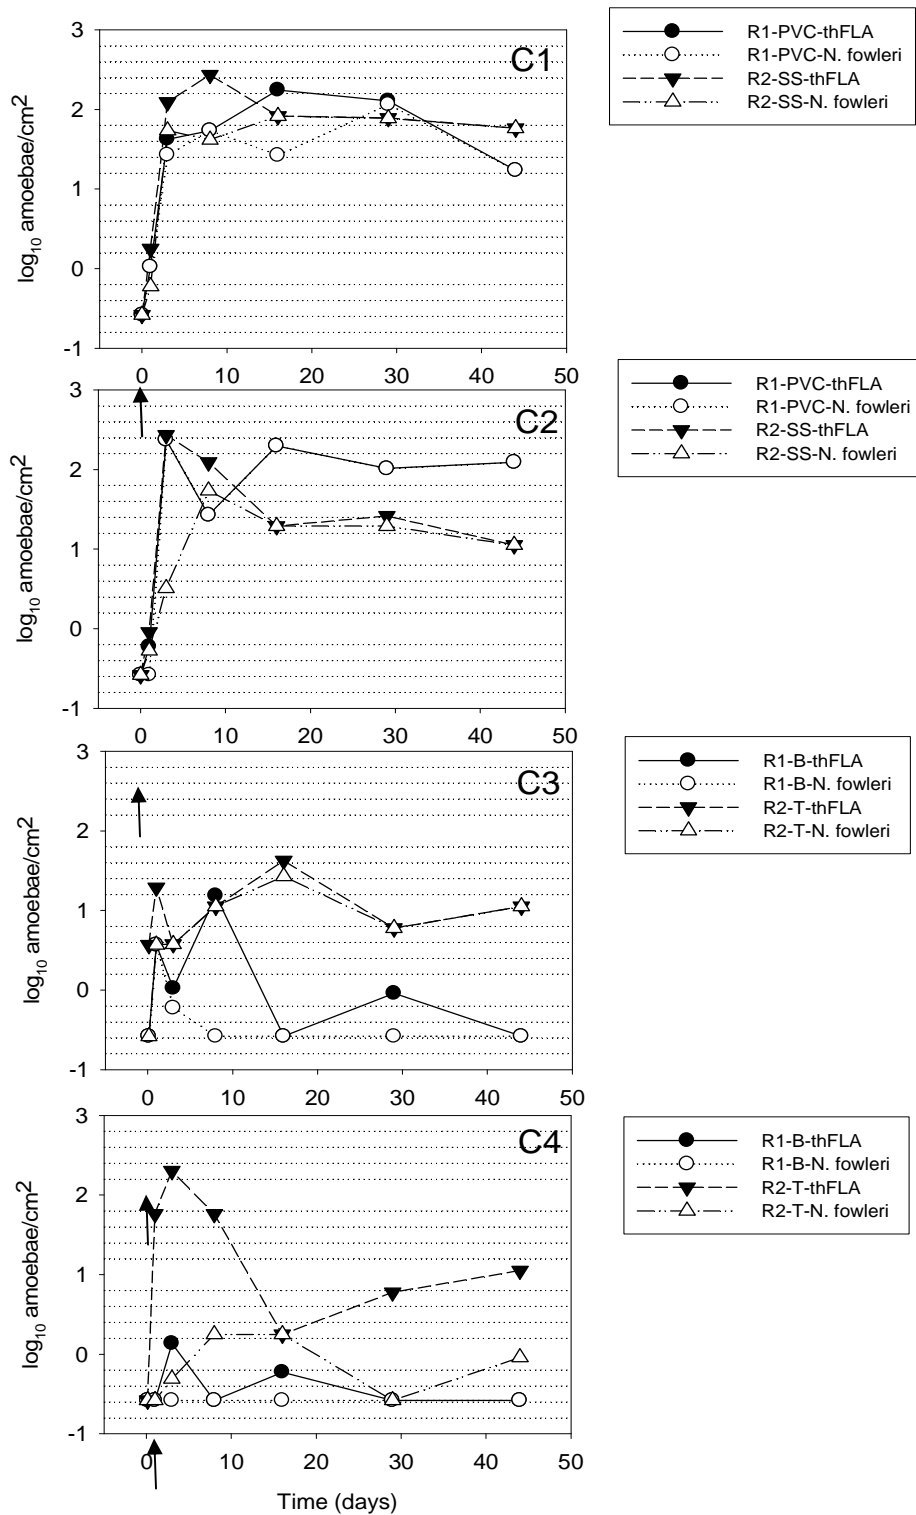 3
2
1
0
-1
0 10 20 30 40 50
log10 amoebae/cm2
C1
R1-PVC-thFLA
R1-PVC-N. fowleri
R2-SS-thFLA
R2-SS-N. fowleri
3
2
1
0
-1
0 10 20 30 40 50
log10 amoebae/cm2
C2
R1-PVC-thFLA
R1-PVC-N. fowleri
R2-SS-thFLA
R2-SS-N. fowleri
3
2
1
0
-1
0 10 20 30 40 50
log10 amoebae/cm2
C3
R1-B-thFLA
R1-B-N. fowleri
R2-T-thFLA
R2-T-N. fowleri
3
2
1
0
-1
0 10 20 30 40 50
log10 amoebae/cm2
C4
R1-B-thFLA
R1-B-N. fowleri
R2-T-thFLA
R2-T-N. fowleri
Time (days)